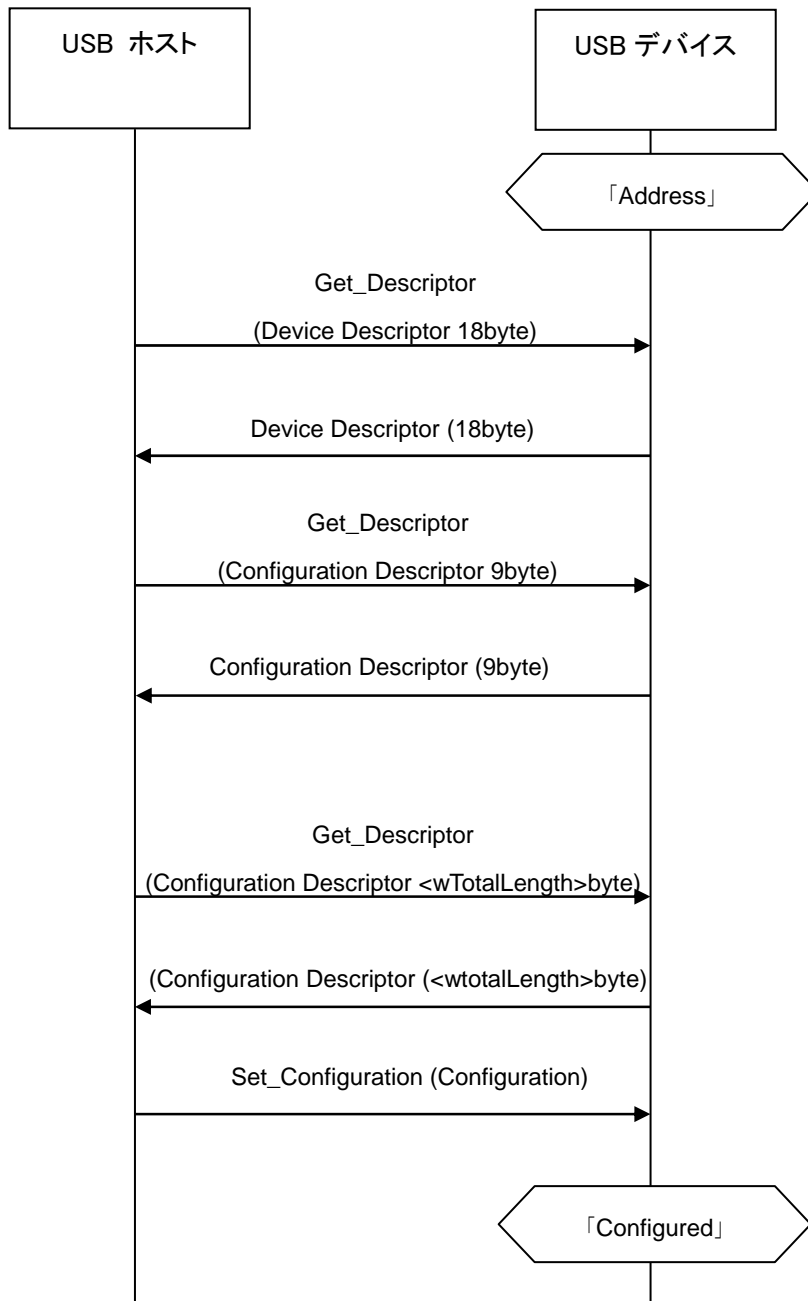 USB ホスト
USB デバイス
「Address」
Get_Descriptor
(Device Descriptor 18byte)
Device Descriptor (18byte)
Get_Descriptor
(Configuration Descriptor 9byte)
Configuration Descriptor (9byte)
Get_Descriptor
(Configuration Descriptor <wTotalLength>byte)
(Configuration Descriptor (<wtotalLength>byte)
Set_Configuration (Configuration)
「Configured」